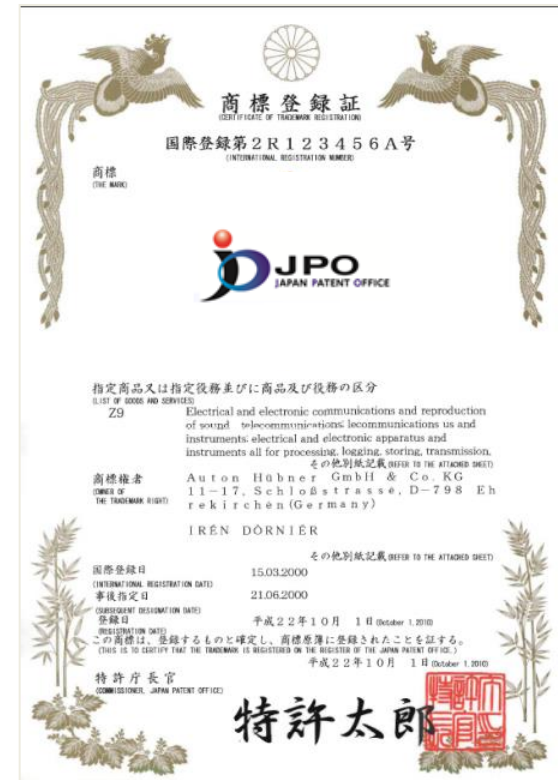 商標登録証
(CERTIFICATE OF TRADEMARK REGISTRATION)
国際登録第2R123456A号
(INTERNATIONAL REGISTRATION NUMBER)
商標
(THE MARK)
JPO
JAPAN PATENT OFFICE
指定商品又は指定役務並びに商品及び役務の区分
(LIST OF GOODS AND SERVICES)
Z9 Electrical and electronic communications and reproduction
of sound telecommunications; lecommunications us and
instruments; electrical and electronic apparatus and
instruments all for processing, logging, storing, transmission,
その他別紙記載(REFER TO THE ATTACHED SHEET)
商標権者
(OWNER OF
THE TRADEMARK RIGHT)
Auton Hübner GmbH & Co. KG
11-17, Schloßstrasse, D-798 Eh
rekirchen (Germany)
IRÉN DÖRNIÉR
その他別紙記載(REFER TO THE ATTACHED SHEET)
国際登録日 15.03.2000
(INTERNATIONAL REGISTRATION DATE)
事後指定日 21.06.2000
(SUBSEQUENT DESIGNATION DATE)
登録日 平成22年10月 1日(October 1,2010)
(REGISTRATION DATE)
この商標は、登録するものと確定し、商標原簿に登録されたことを証する。
(THIS IS TO CERTIFY THAT THE TRADEMARK IS REGISTERED ON THE REGISTER OF THE JAPAN PATENT OFFICE.)
平成22年10月 1日(October 1,2010)
特許庁長官
(COMMISSIONER, JAPAN PATENT OFFICE)
特許太郎